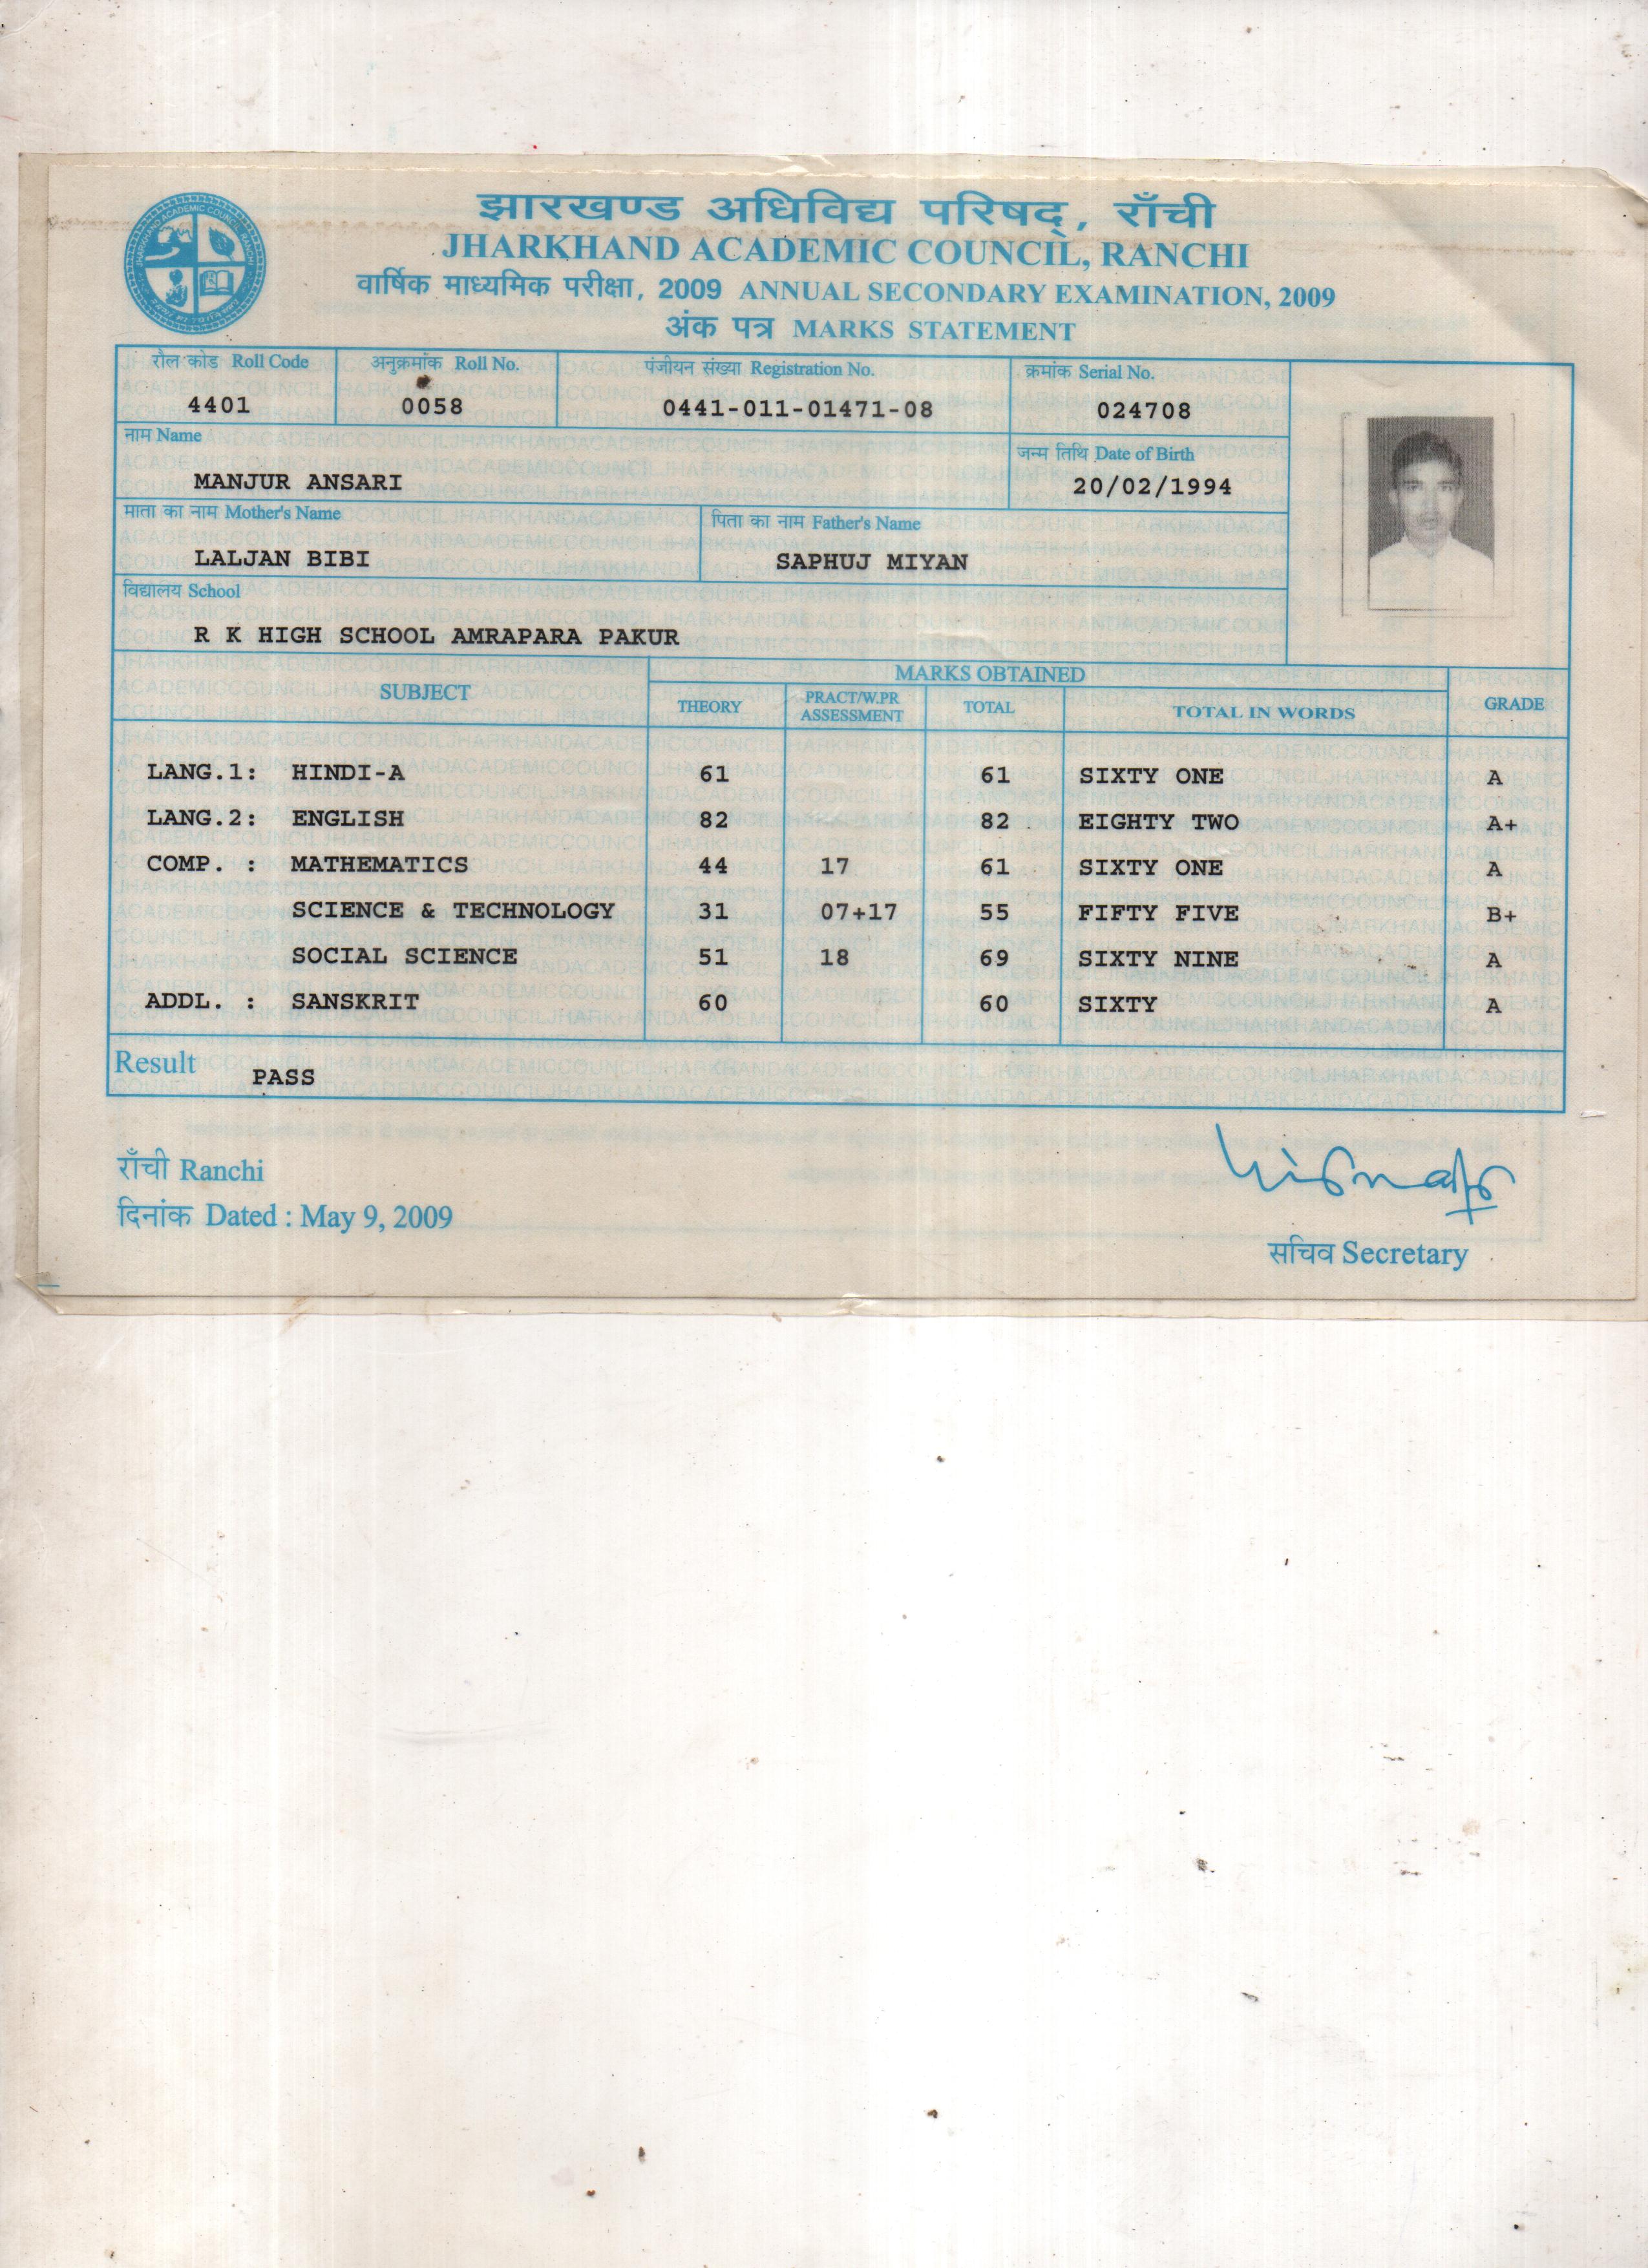 झारखण्ड अधिविद्य परिषद्, राँची
JHARKHAND ACADEMIC COUNCIL, RANCHI
वार्षिक माध्यमिक परीक्षा, 2009 ANNUAL SECONDARY EXAMINATION, 2009
अंक पत्र MARKS STATEMENT
रौल कोड Roll Code अनुक्रमांक Roll No. पंजीयन संख्या Registration No. क्रमांक Serial No.
4401 0058 0441-011-01471-08 024708
नाम Name जन्म तिथि Date of Birth
MANJUR ANSARI 20/02/1994
माता का नाम Mother's Name पिता का नाम Father's Name
LALJAN BIBI SAPHUJ MIYAN
विद्यालय School
R K HIGH SCHOOL AMRAPARA PAKUR
MARKS OBTAINED
SUBJECT THEORY PRACT/W.PR ASSESSMENT TOTAL TOTAL IN WORDS GRADE
LANG.1: HINDI-A 61 61 SIXTY ONE A
LANG.2: ENGLISH 82 82 EIGHTY TWO A+
COMP. : MATHEMATICS 44 17 61 SIXTY ONE A
SCIENCE & TECHNOLOGY 31 07+17 55 FIFTY FIVE B+
SOCIAL SCIENCE 51 18 69 SIXTY NINE A
ADDL. : SANSKRIT 60 60 SIXTY A
Result PASS
राँची Ranchi
दिनांक Dated : May 9, 2009
सचिव Secretary